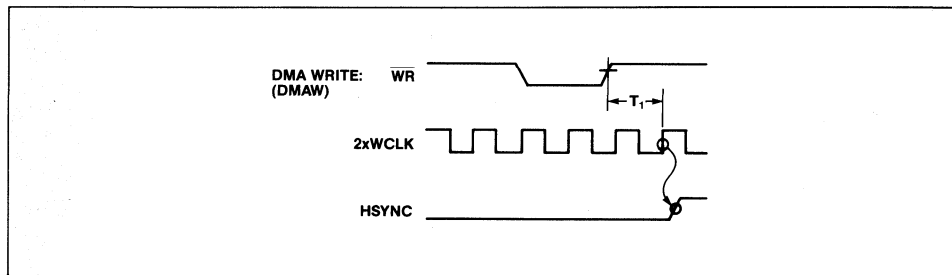 DMA WRITE: WR
(DMAW)
T1
2xWCLK
HSYNC